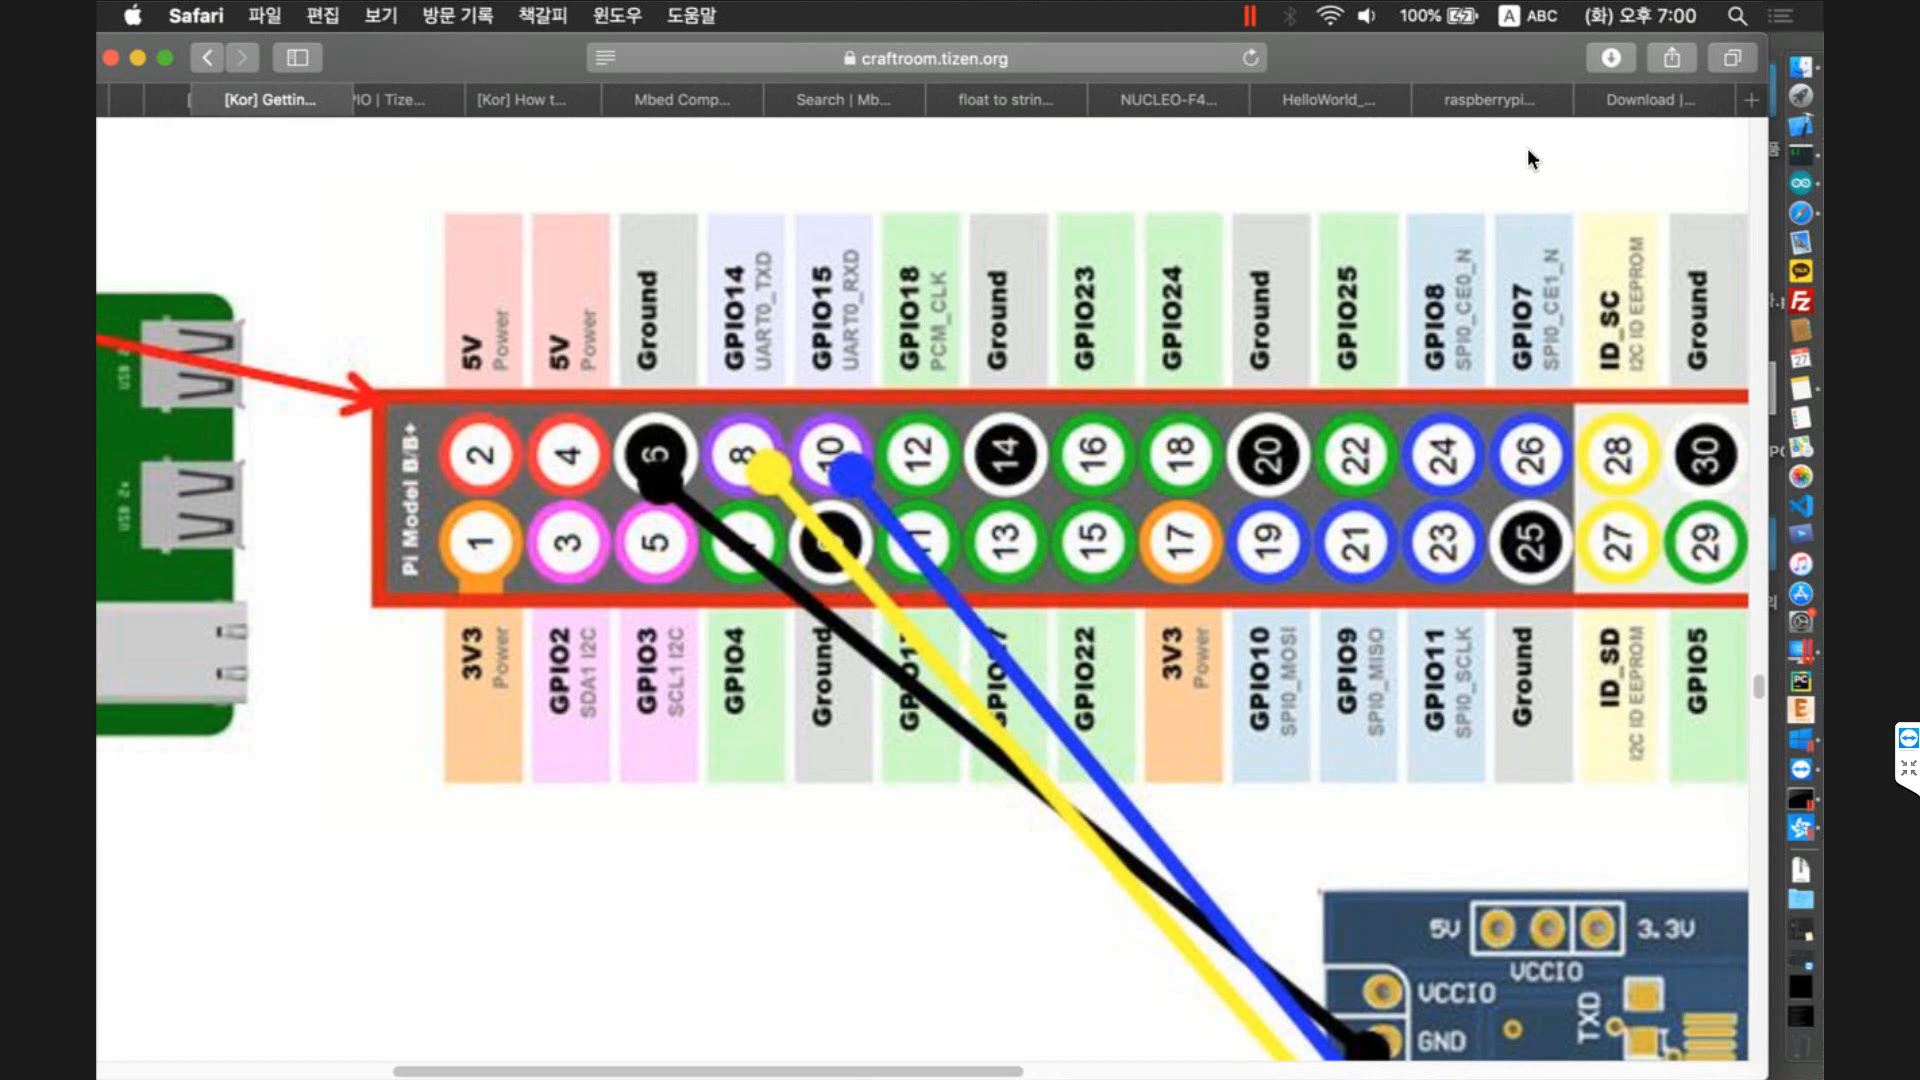 Safari 파일 편집 보기 방문 기록 책갈피 윈도우 도움말 100% A ABC (화) 오후 7:00
craftroom.tizen.org
[Kor] Gettin... IO | Tize... [Kor] How t... Mbed Comp... Search | Mb... float to strin... NUCLEO-F4... HelloWorld_... raspberrypi... Download |...
5V Power
5V Power
Ground
GPIO14 UART0_TXD
GPIO15 UART0_RXD
GPIO18 PCM_CLK
Ground
GPIO23
GPIO24
Ground
GPIO25
GPIO8 SPI0_CE0_N
GPIO7 SPI0_CE1_N
ID_SC I2C ID EEPROM
Ground
USB 2x
Pi Model B/B+
2 4 6 8 10 12 14 16 18 20 22 24 26 28 30
1 3 5 13 15 17 19 21 23 25 27 29
3V3 Power
GPIO2 SDA1 I2C
GPIO3 SCL1 I2C
GPIO4
Ground
GPIO22
3V3 Power
GPIO10 SPI0_MOSI
GPIO9 SPI0_MISO
GPIO11 SPI0_SCLK
Ground
ID_SD I2C ID EEPROM
GPIO5
5V 3.3V
VCCIO
VCCIO
TXD
GND